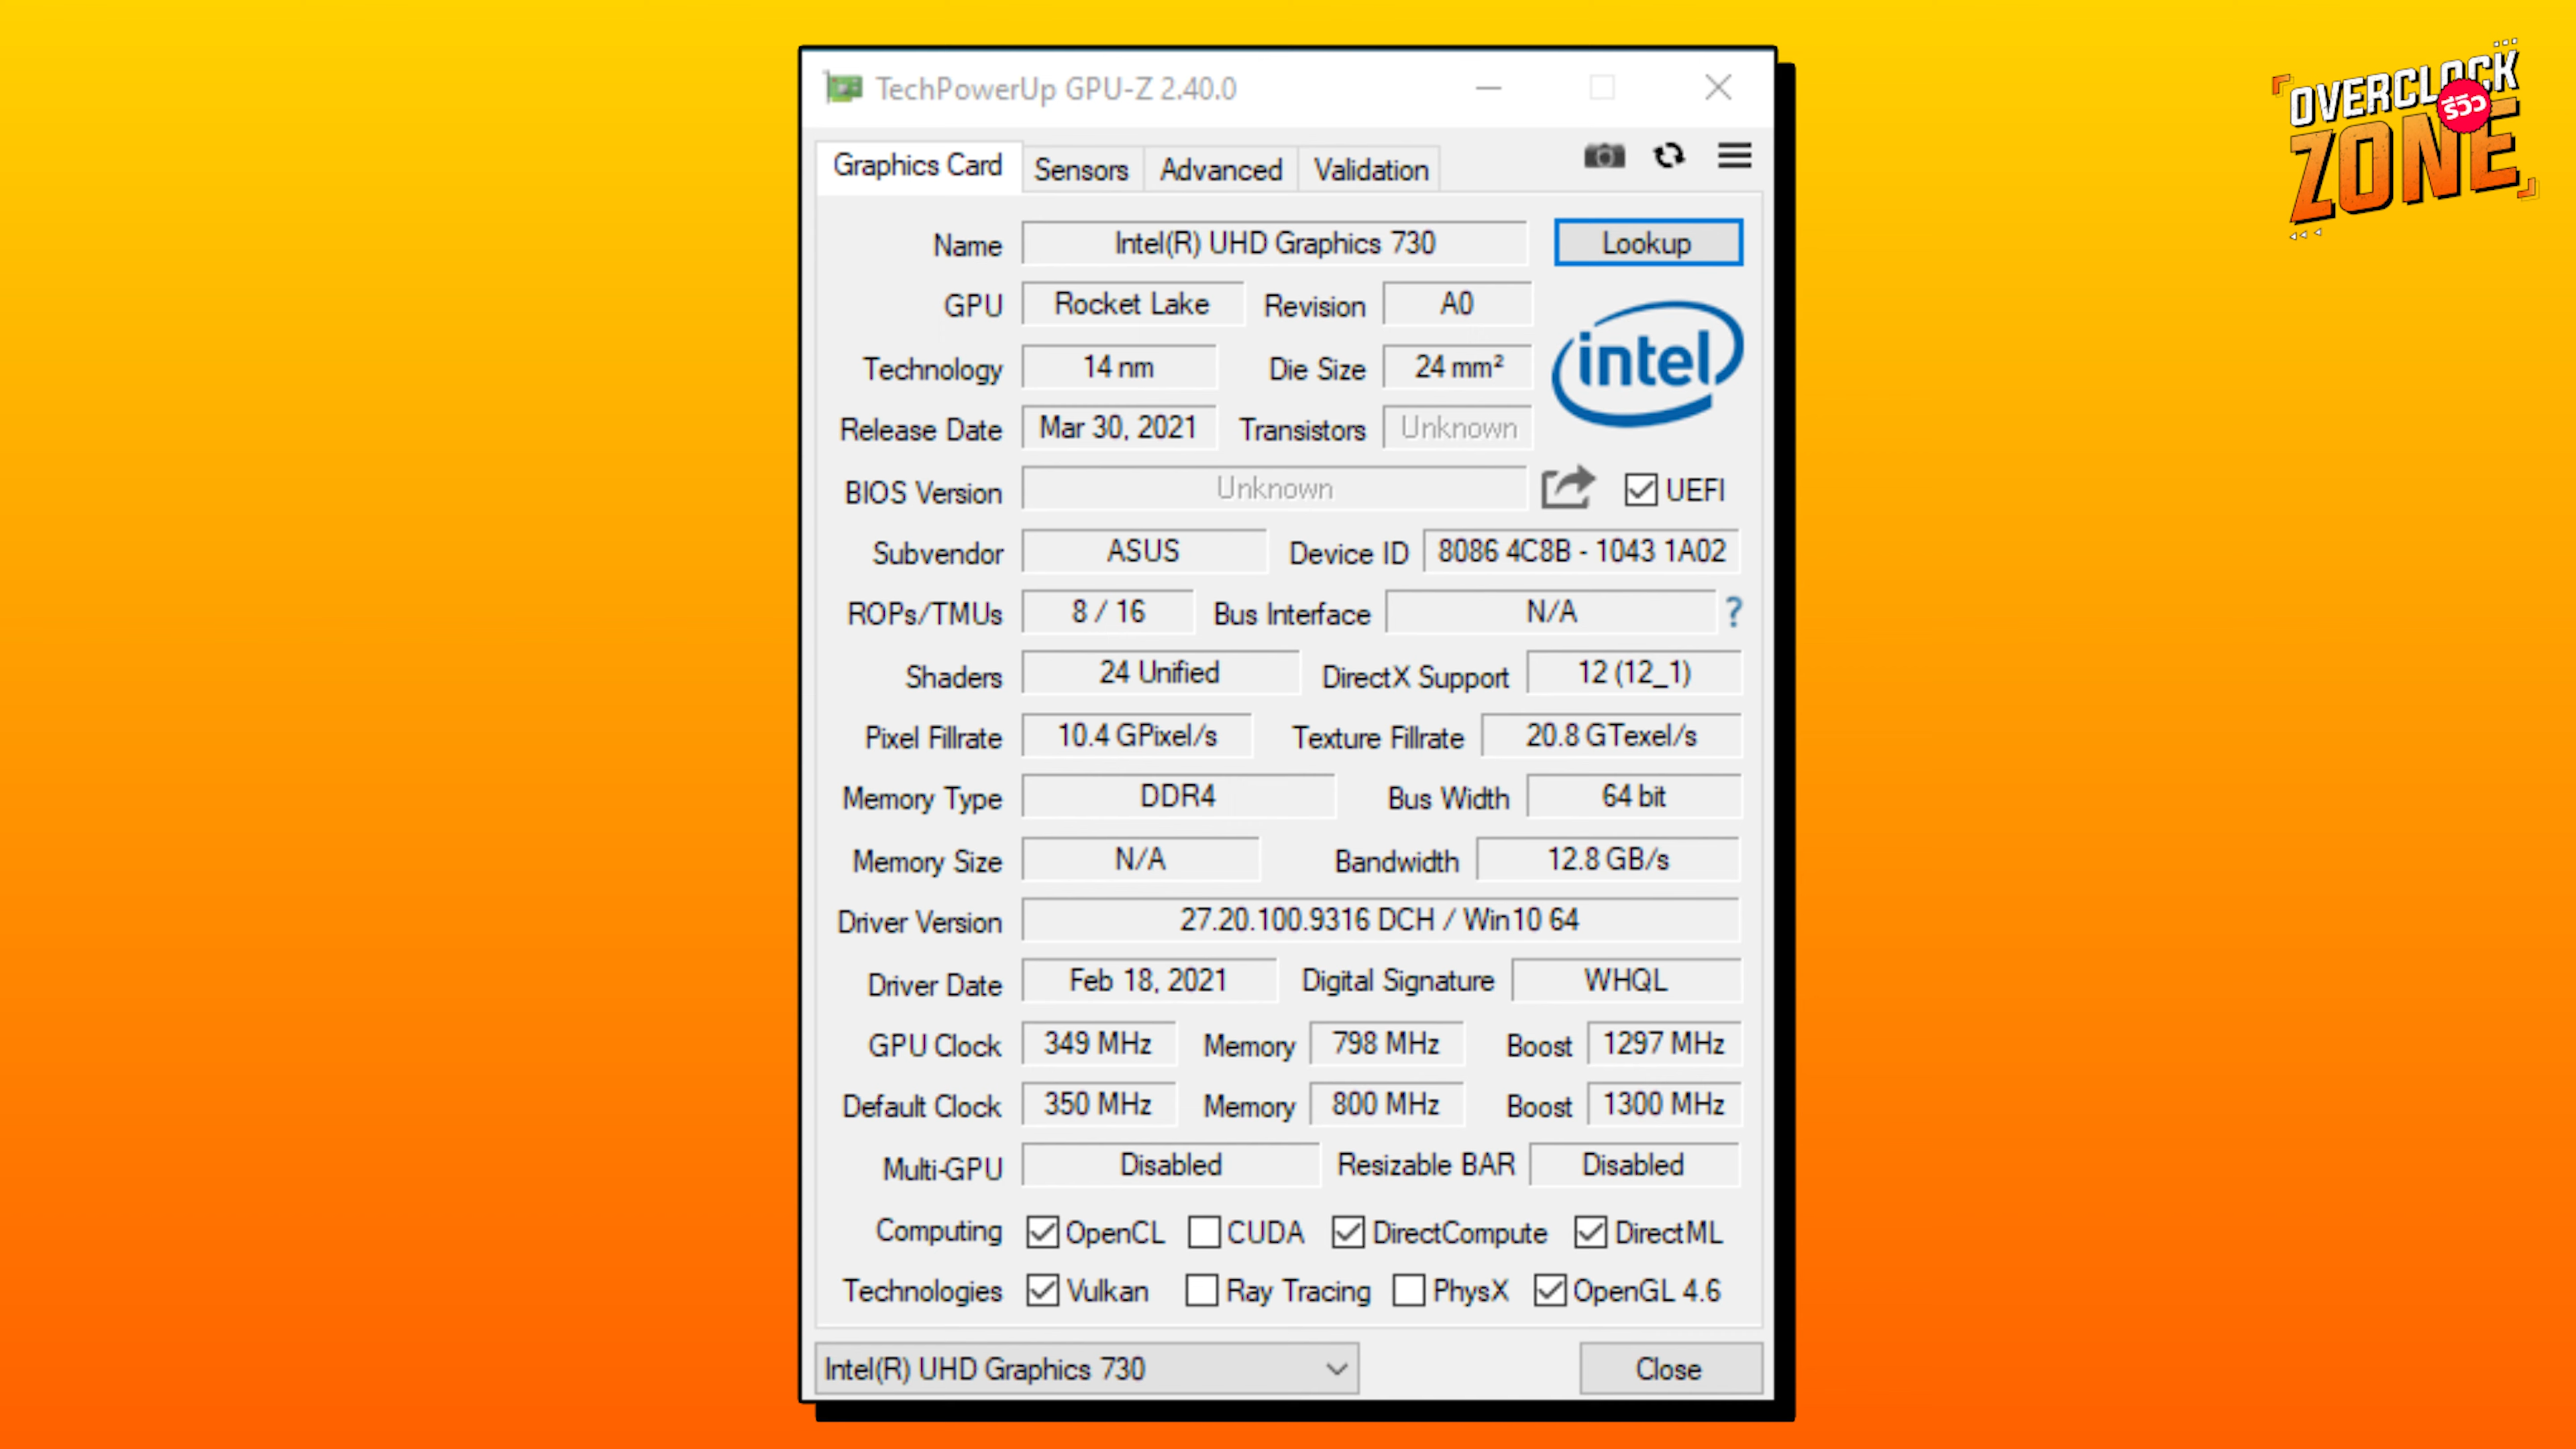 TechPowerUp GPU-Z 2.40.0
OVERCLOCK
รีวิว
ZONE
Graphics Card Sensors Advanced Validation
Name Intel(R) UHD Graphics 730 Lookup
GPU Rocket Lake Revision A0
intel
Technology 14 nm Die Size 24 mm²
Release Date Mar 30, 2021 Transistors Unknown
BIOS Version Unknown UEFI
Subvendor ASUS Device ID 8086 4C8B - 1043 1A02
ROPs/TMUs 8 / 16 Bus Interface N/A ?
Shaders 24 Unified DirectX Support 12 (12_1)
Pixel Fillrate 10.4 GPixel/s Texture Fillrate 20.8 GTexel/s
Memory Type DDR4 Bus Width 64 bit
Memory Size N/A Bandwidth 12.8 GB/s
Driver Version 27.20.100.9316 DCH / Win10 64
Driver Date Feb 18, 2021 Digital Signature WHQL
GPU Clock 349 MHz Memory 798 MHz Boost 1297 MHz
Default Clock 350 MHz Memory 800 MHz Boost 1300 MHz
Multi-GPU Disabled Resizable BAR Disabled
Computing OpenCL CUDA DirectCompute DirectML
Technologies Vulkan Ray Tracing PhysX OpenGL 4.6
Intel(R) UHD Graphics 730 Close